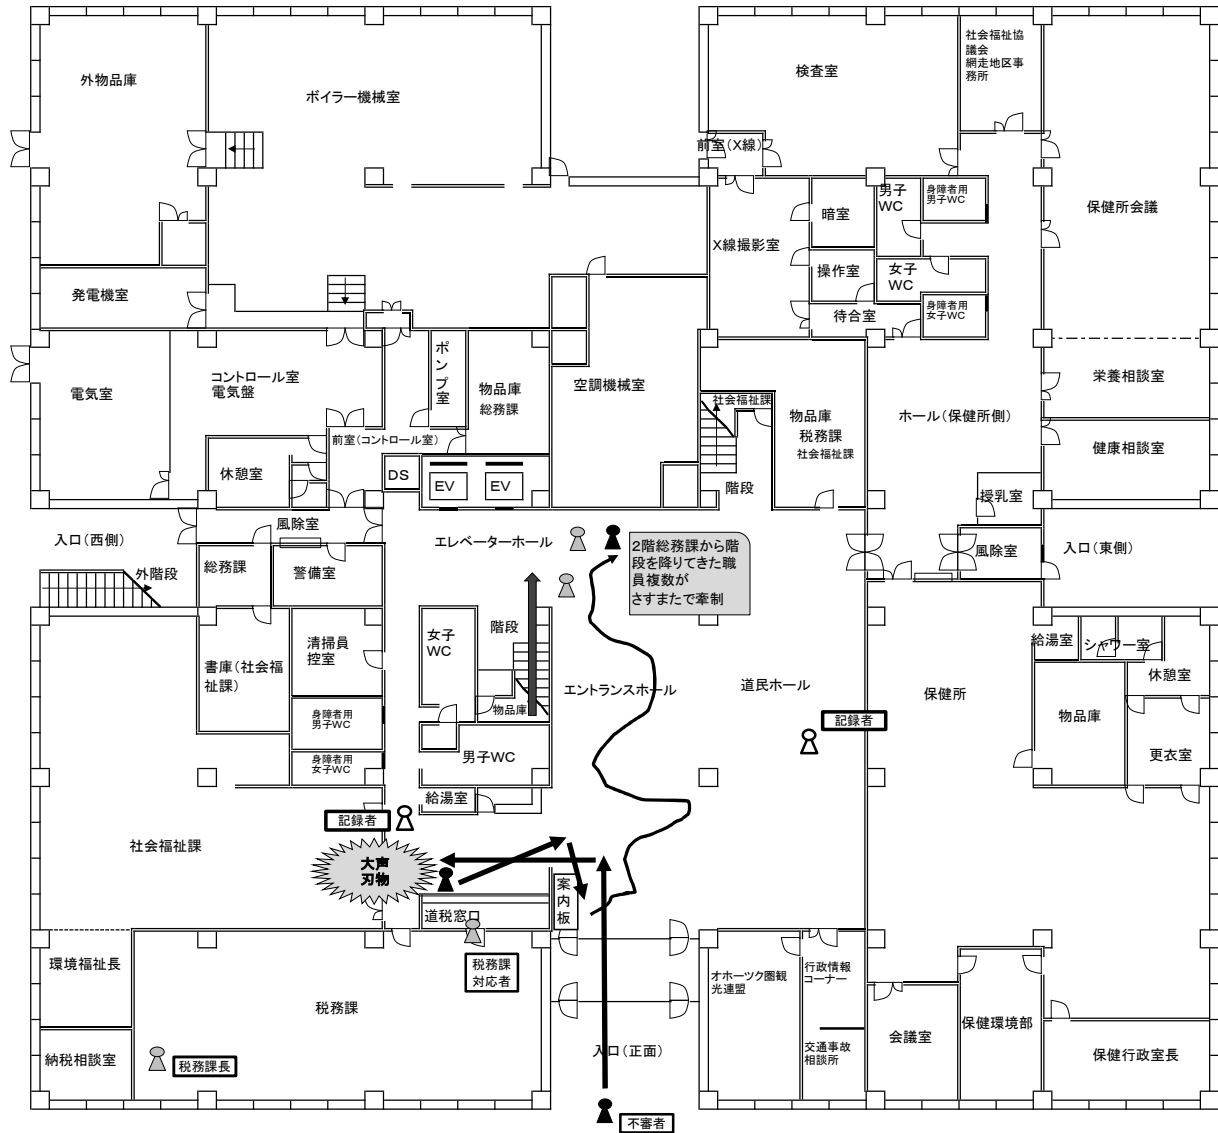 外物品庫
ボイラー機械室
検査室
社会福祉協
議会
網走地区事
務所
前室(X線)
男子
WC
身障者用
男子WC
暗室
保健所会議
X線撮影室
操作室
女子
WC
発電機室
身障者用
女子WC
待合室
ポンプ室
コントロール室
電気盤
電気室
物品庫
総務課
空調機械室
社会福祉課
栄養相談室
物品庫
税務課
社会福祉課
ホール(保健所側)
前室(コントロール室)
健康相談室
休憩室
DS
EV
EV
階段
授乳室
風除室
入口(西側)
エレベーターホール
2階総務課から階
段を降りてきた職
員複数が
さすまたで牽制
風除室
入口(東側)
外階段
総務課
警備室
階段
女子
WC
清掃員
控室
書庫(社会福
祉課)
給湯室
シャワー室
休憩室
エントランスホール
道民ホール
保健所
物品庫
物品庫
身障者用
男子WC
記録者
男子WC
身障者用
女子WC
更衣室
給湯室
記録者
社会福祉課
大声
刃物
案内板
道税窓口
税務課
対応者
環境福祉長
オホーツク圏観
光連盟
行政情報
コーナー
税務課
会議室
保健環境部
入口(正面)
交通事故
相談所
保健行政室長
納税相談室
税務課長
不審者